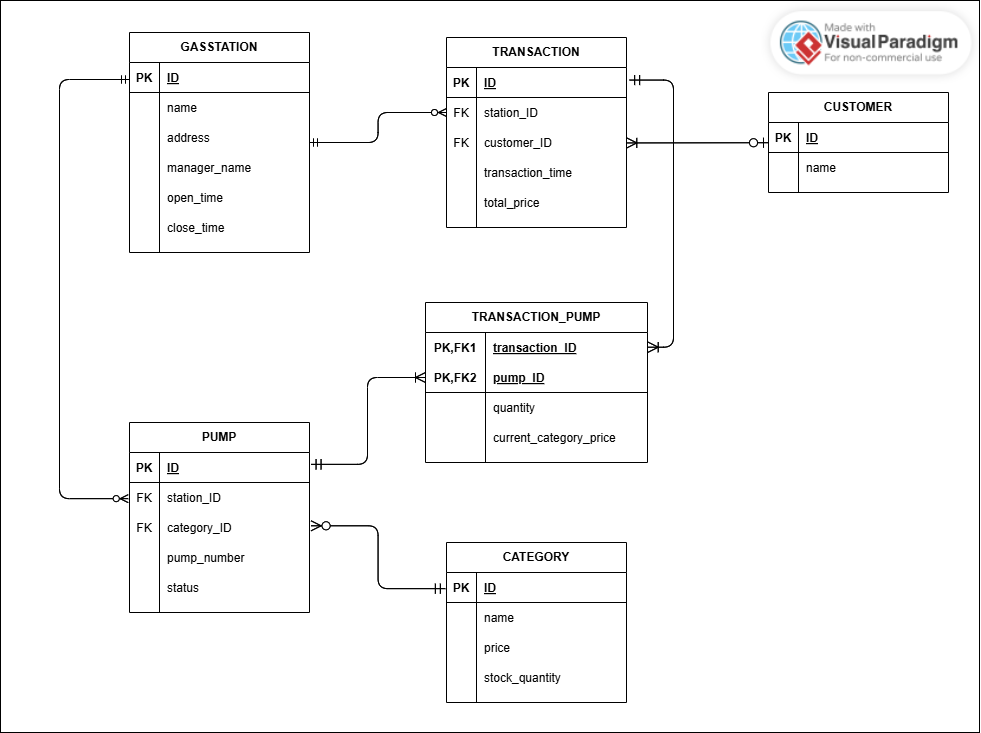 Made with
VisualParadigm
For non-commercial use
GASSTATION
PK ID
name
address
manager_name
open_time
close_time
TRANSACTION
PK ID
FK station_ID
FK customer_ID
transaction_time
total_price
CUSTOMER
PK ID
name
TRANSACTION_PUMP
PK,FK1 transaction_ID
PK,FK2 pump_ID
quantity
current_category_price
PUMP
PK ID
FK station_ID
FK category_ID
pump_number
status
CATEGORY
PK ID
name
price
stock_quantity